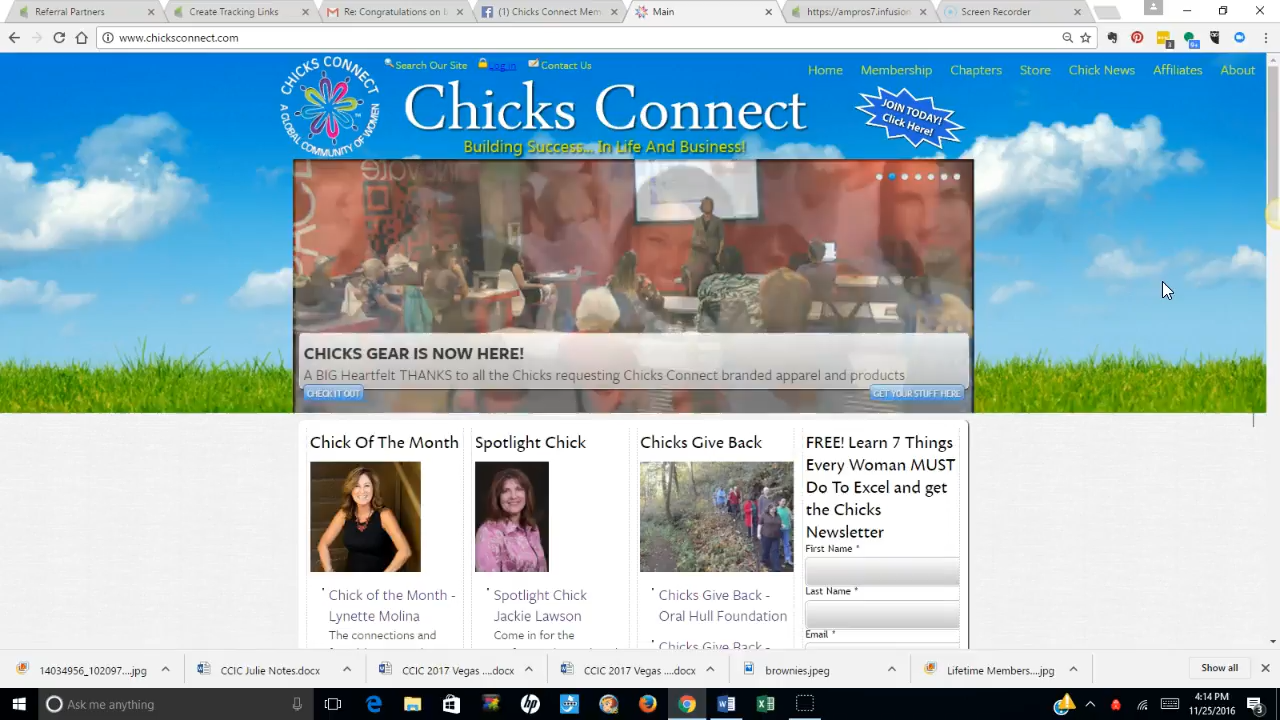 Referral Partners
Create Tracking Links
Re: Congratulations on
(1) Chicks Connect Mem
Main
https://ampros7.infusion
Screen Recorder
www.chicksconnect.com
CHICKS CONNECT
A GLOBAL COMMUNITY OF WOMEN
Search Our Site
Log in
Contact Us
Home
Membership
Chapters
Store
Chick News
Affiliates
About
Chicks Connect
Building Success... In Life And Business!
JOIN TODAY!
Click Here!
CHICKS GEAR IS NOW HERE!
A BIG Heartfelt THANKS to all the Chicks requesting Chicks Connect branded apparel and products
CHECK IT OUT
GET YOUR STUFF HERE
Chick Of The Month
Chick of the Month -
Lynette Molina
The connections and
Spotlight Chick
Spotlight Chick
Jackie Lawson
Come in for the
Chicks Give Back
Chicks Give Back -
Oral Hull Foundation
Chicks Give Back -
FREE! Learn 7 Things
Every Woman MUST
Do To Excel and get
the Chicks
Newsletter
First Name *
Last Name *
Email *
14034956_102097....jpg
CCIC Julie Notes.docx
CCIC 2017 Vegas ....docx
CCIC 2017 Vegas ....docx
brownies.jpeg
Lifetime Members....jpg
Show all
Ask me anything
4:14 PM
11/25/2016